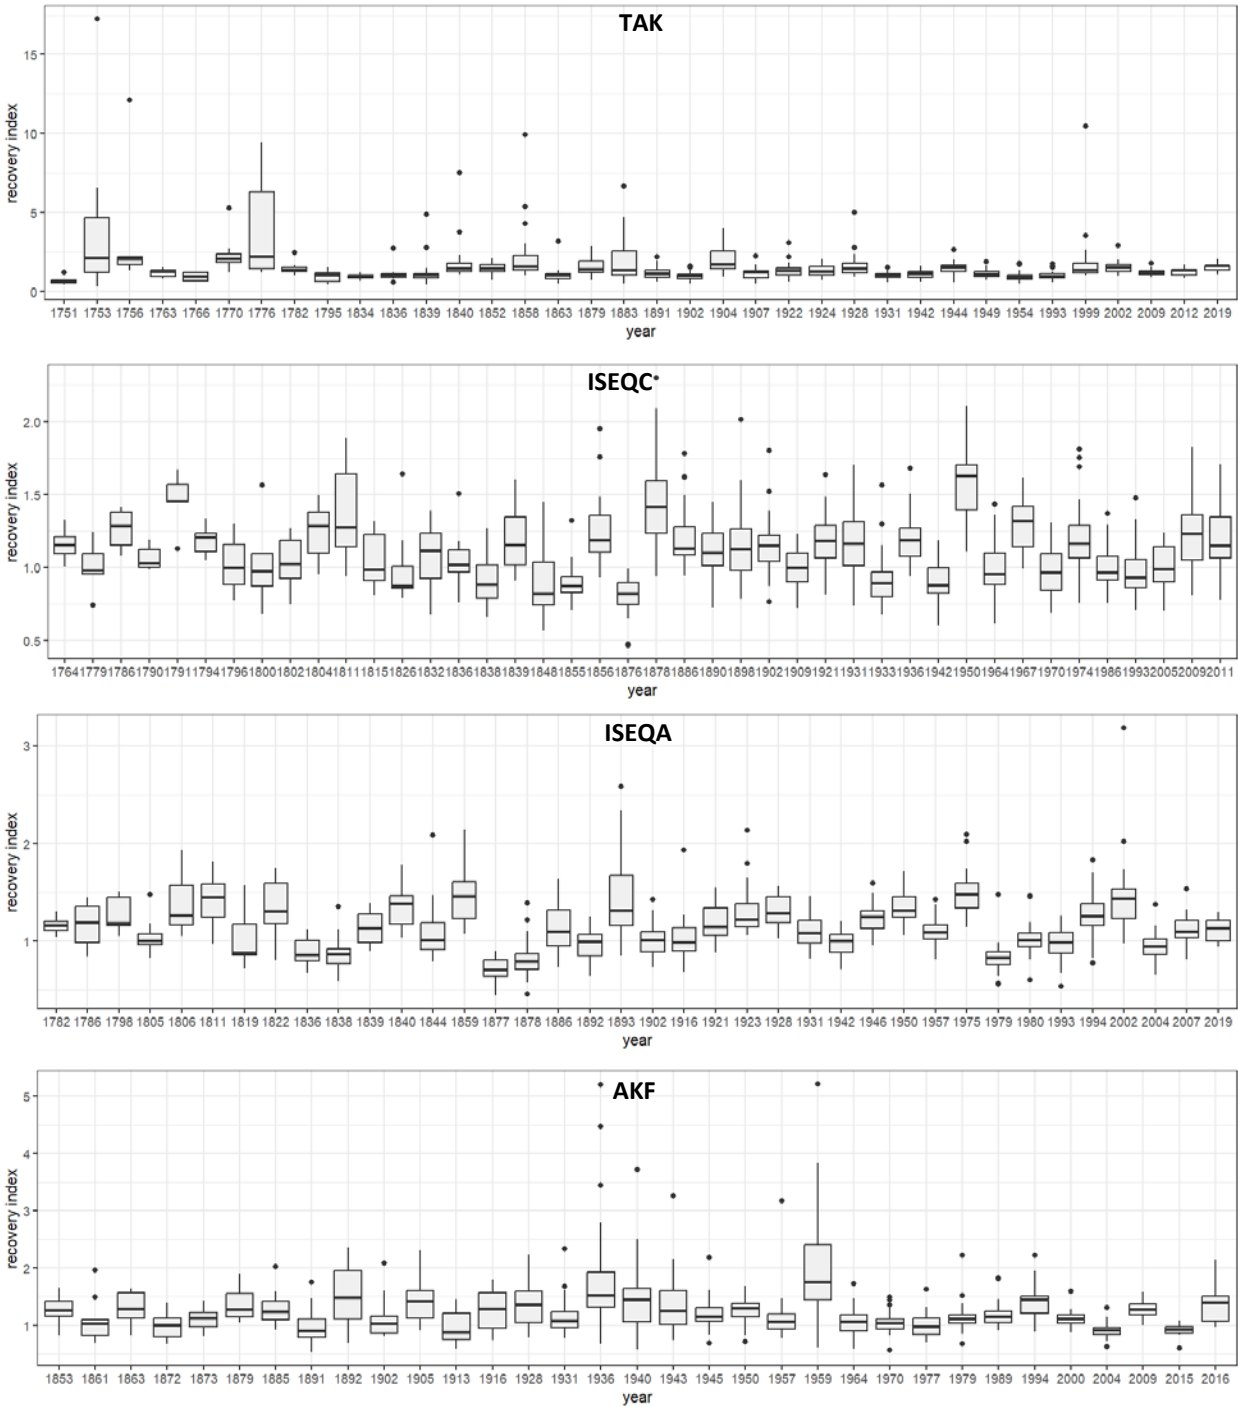 TAK
15
10
5
0
recovery index
1751 1753 1756 1763 1766 1770 1776 1782 1795 1834 1836 1839 1840 1852 1858 1863 1879 1883 1891 1902 1904 1907 1922 1924 1928 1931 1942 1944 1949 1954 1993 1999 2002 2009 2012 2019
year
ISEQC
2.0
1.5
1.0
0.5
recovery index
1764 1779 1786 1790 1791 1794 1796 1800 1802 1804 1811 1815 1826 1832 1836 1838 1839 1848 1855 1856 1876 1878 1886 1890 1898 1902 1909 1921 1931 1933 1936 1942 1950 1964 1967 1970 1974 1986 1993 2005 2009 2011
year
ISEQA
3
2
1
recovery index
1782 1786 1798 1805 1806 1811 1819 1822 1836 1838 1839 1840 1844 1859 1877 1878 1886 1892 1893 1902 1916 1921 1923 1928 1931 1942 1946 1950 1957 1975 1979 1980 1993 1994 2002 2004 2007 2019
year
AKF
5
4
3
2
1
recovery index
1853 1861 1863 1872 1873 1879 1885 1891 1892 1902 1905 1913 1916 1928 1931 1936 1940 1943 1945 1950 1957 1959 1964 1970 1977 1979 1989 1994 2000 2004 2009 2015 2016
year